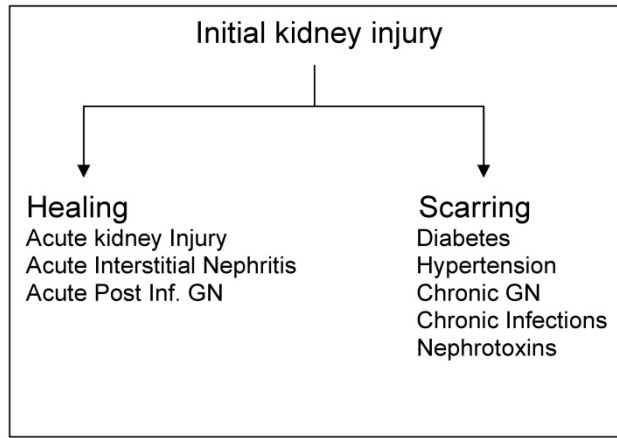 Initial kidney injury
Healing
Acute kidney Injury
Acute Interstitial Nephritis
Acute Post Inf. GN
Scarring
Diabetes
Hypertension
Chronic GN
Chronic Infections
Nephrotoxins